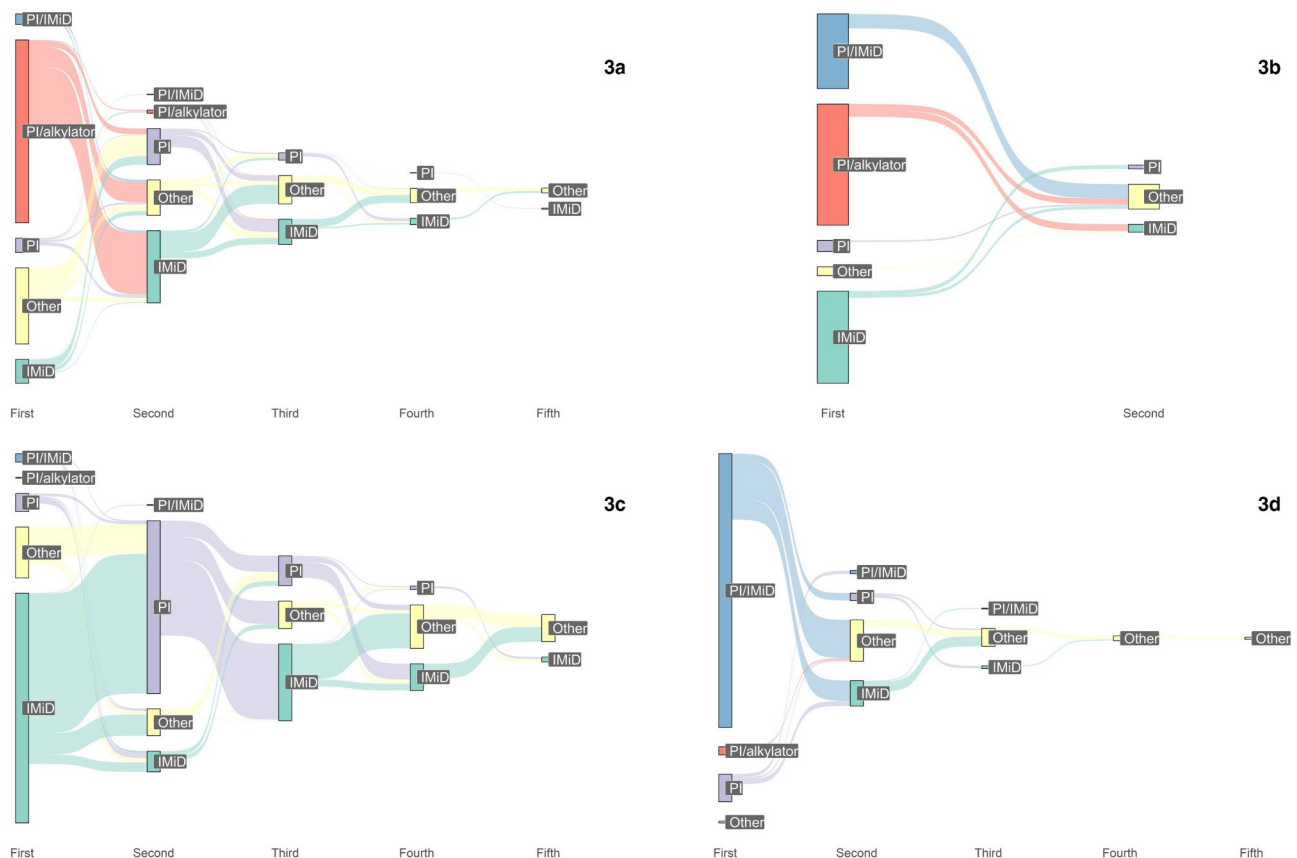 PI/IMiD
3a
PI/IMiD
PI/alkylator
PI/alkylator
PI
PI
Other
Other
PI
Other
Other
Other
PI
IMiD
IMiD
IMiD
Other
IMiD
IMiD
First
Second
Third
Fourth
Fifth
3b
PI/IMiD
PI/alkylator
PI
Other
PI
IMiD
Other
IMiD
First
Second
PI/IMiD
PI/alkylator
3c
PI
PI/IMiD
Other
PI
PI
PI
Other
Other
Other
IMiD
IMiD
IMiD
IMiD
Other
IMiD
First
Second
Third
Fourth
Fifth
3d
PI/IMiD
PI/IMiD
PI
PI/IMiD
Other
Other
Other
Other
IMiD
IMiD
PI/alkylator
PI
Other
First
Second
Third
Fourth
Fifth